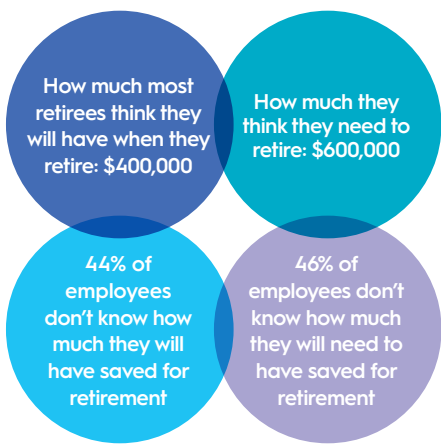 How much most
retirees think they
will have when they
retire: $400,000
How much they
think they need to
retire: $600,000
44% of
employees
don't know how
much they will
have saved for
retirement
46% of
employees don't
know how much
they will need to
have saved for
retirement